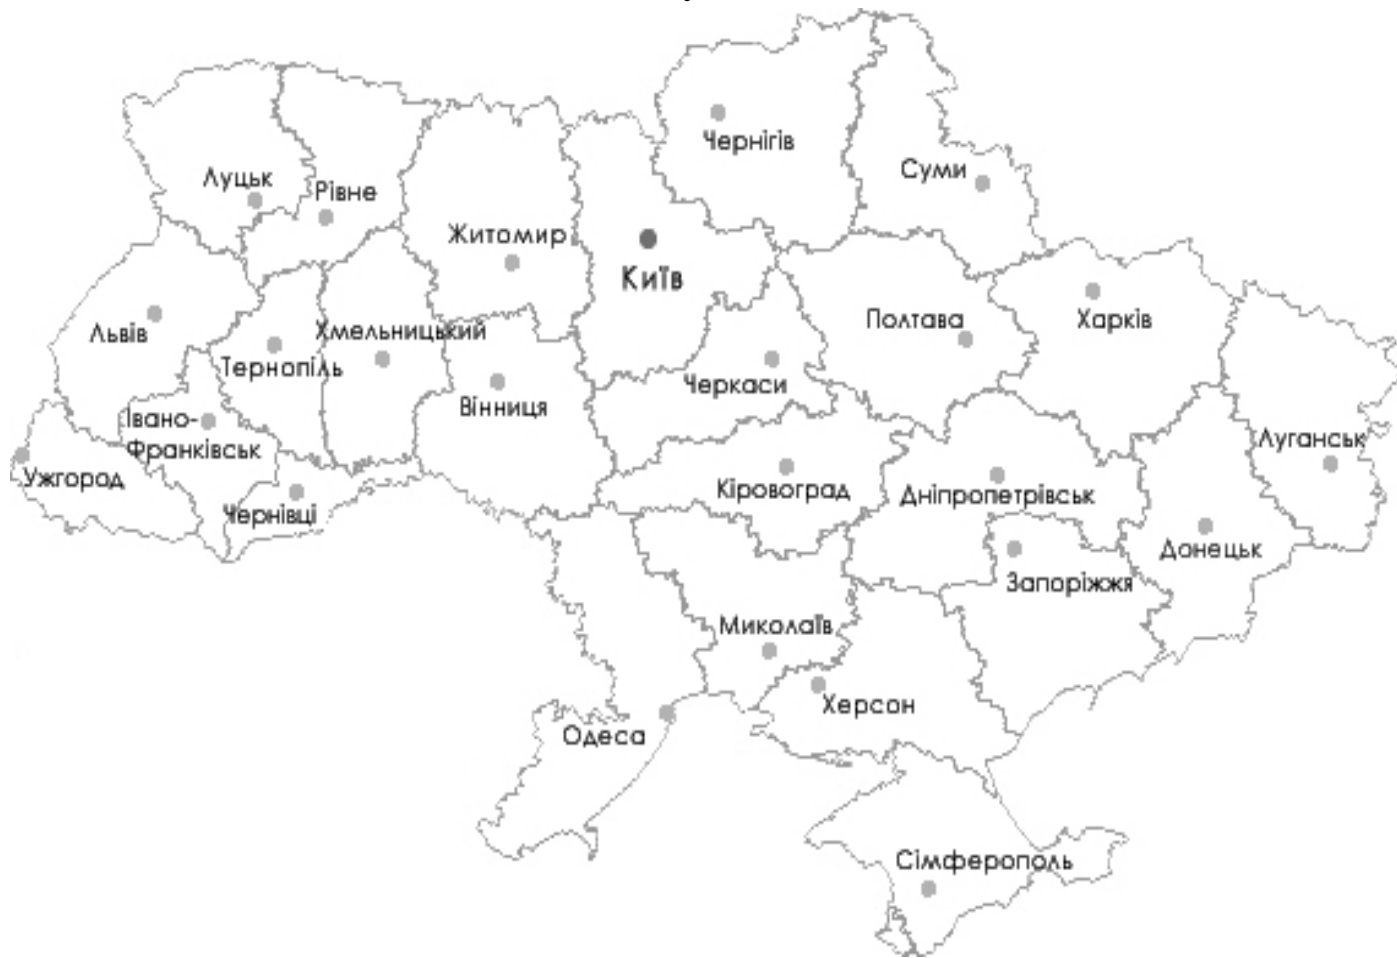 Чернігів
Суми
Луцьк
Рівне
Житомир
Київ
Львів
Тернопіль
Хмельницький
Полтава
Харків
Черкаси
Вінниця
Івано-
Франківськ
Ужгород
Чернівці
Кіровоград
Дніпропетрівськ
Луганськ
Донецьк
Запоріжжя
Миколаїв
Херсон
Одеса
Сімферополь